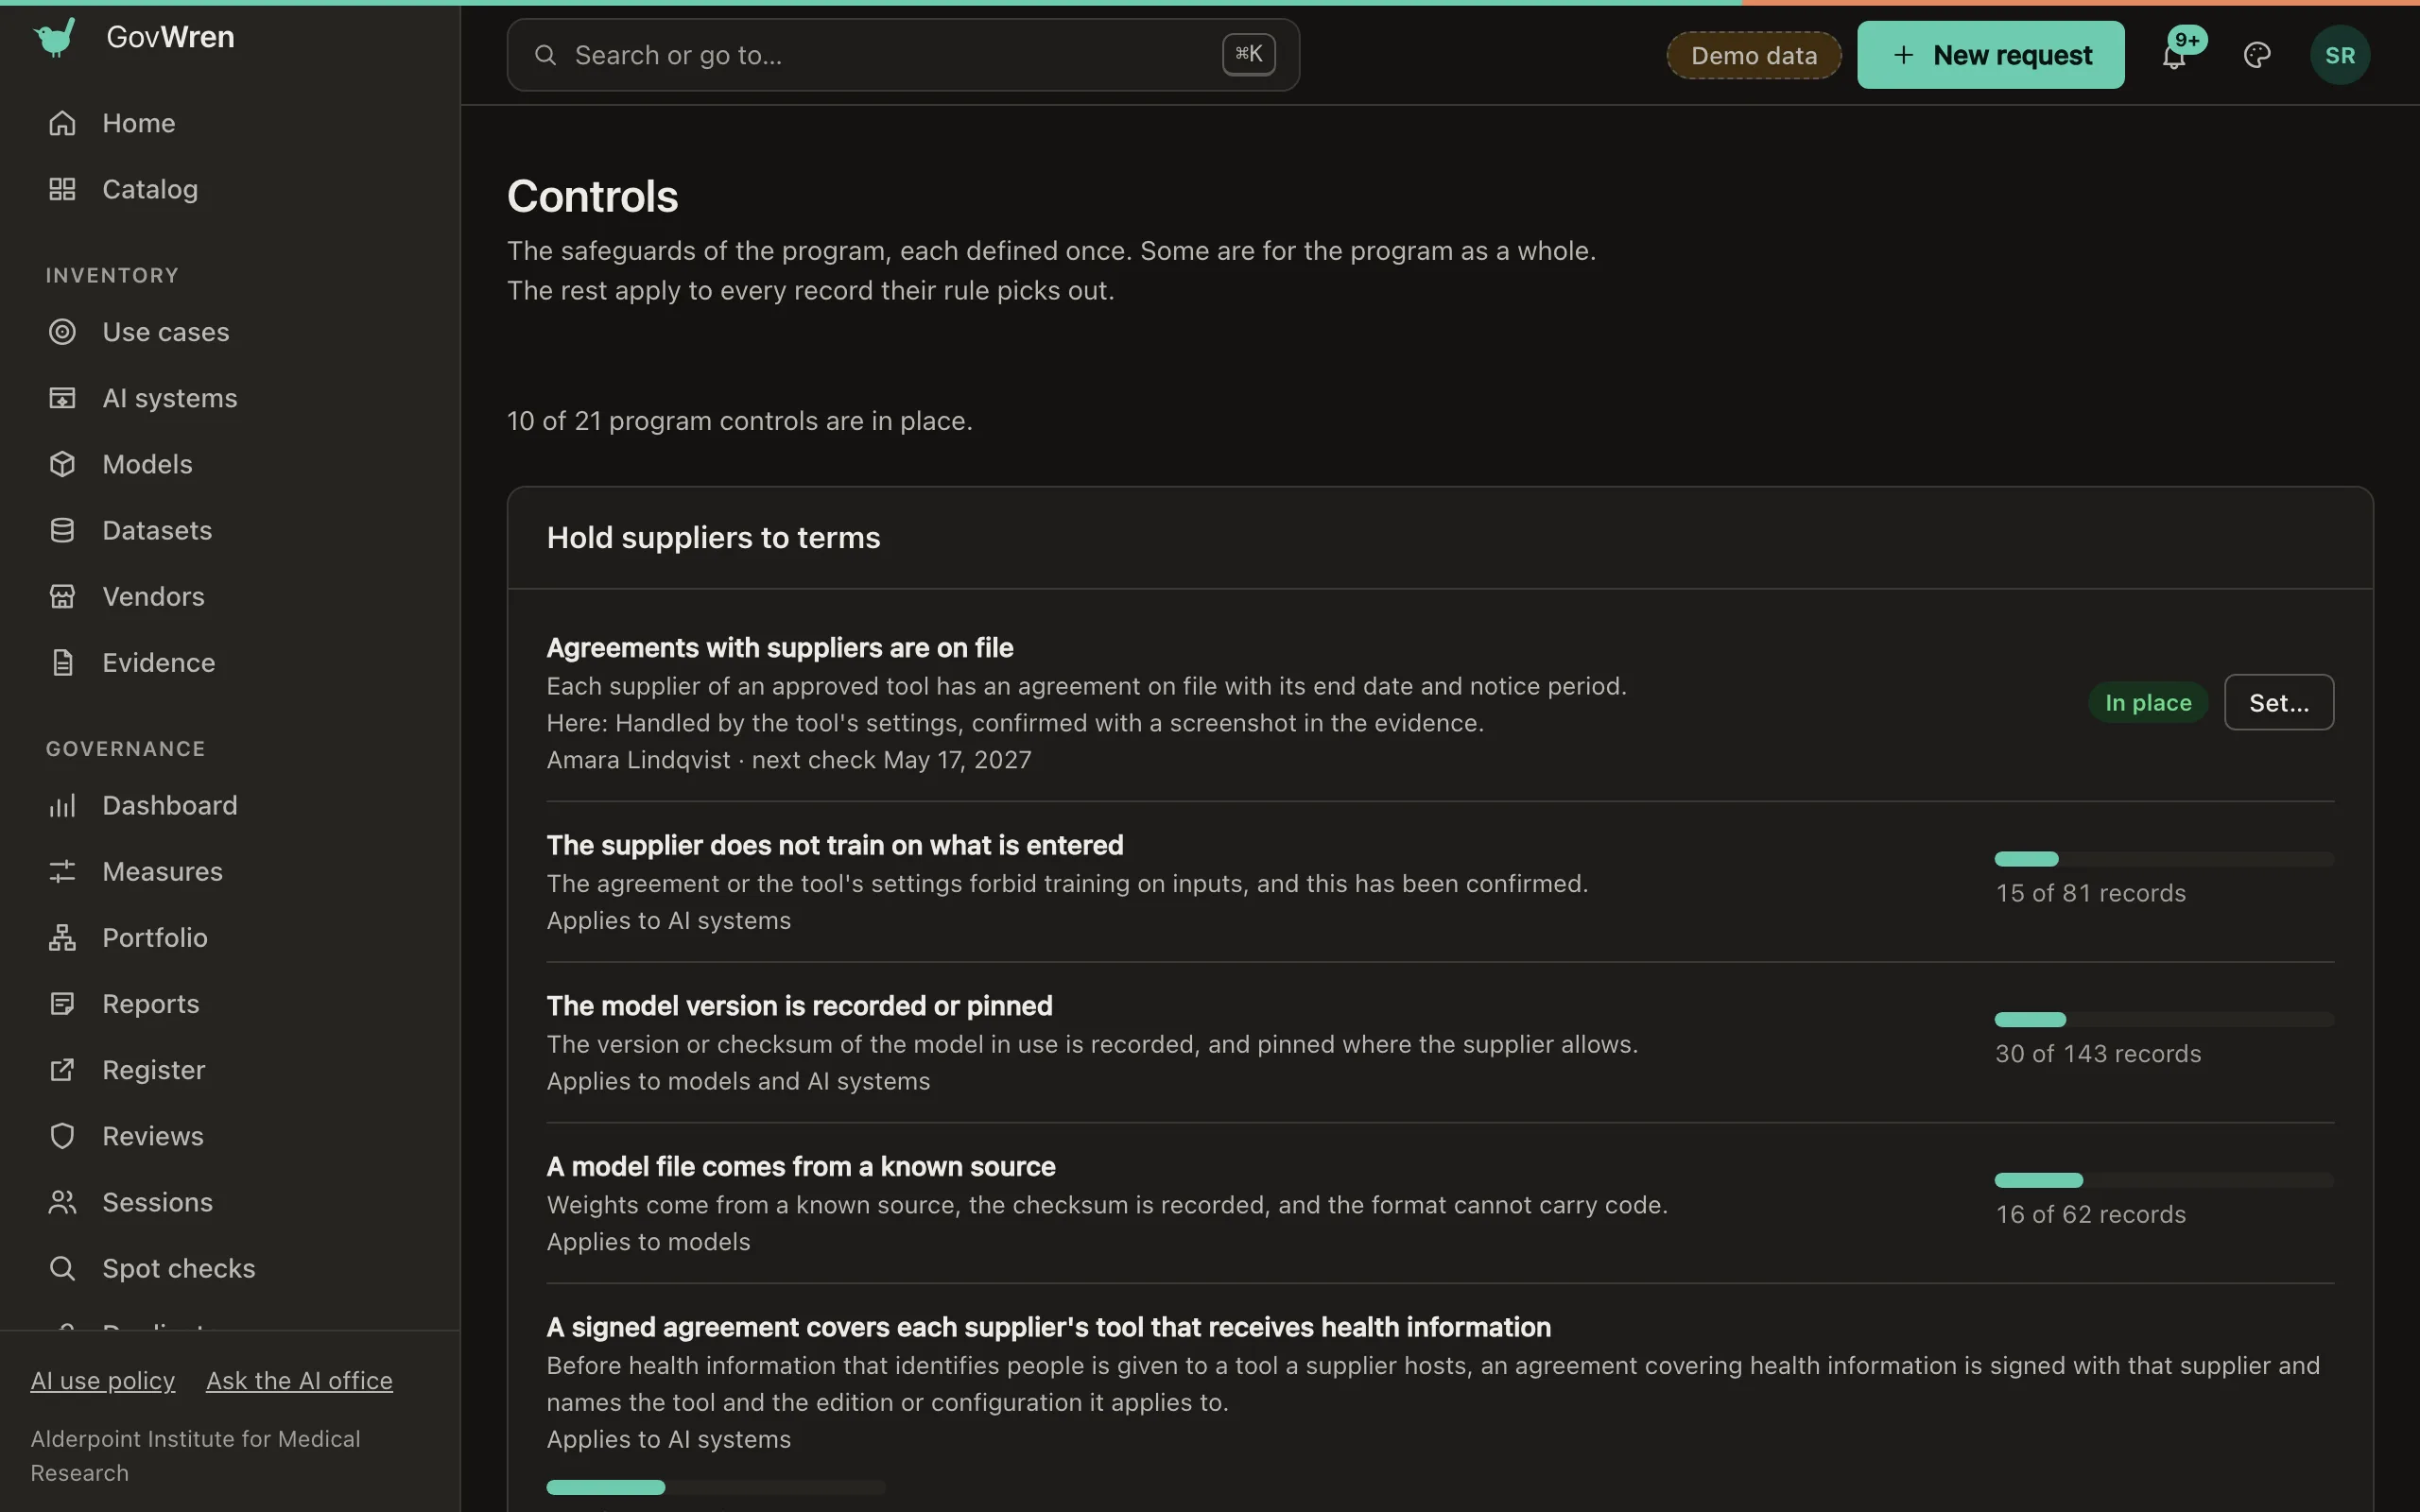 GovWren
Search or go to...
⌘K
Demo data
+ New request
9+
SR
Home
Catalog
INVENTORY
Use cases
AI systems
Models
Datasets
Vendors
Evidence
GOVERNANCE
Dashboard
Measures
Portfolio
Reports
Register
Reviews
Sessions
Spot checks
AI use policy
Ask the AI office
Alderpoint Institute for Medical
Research
Controls
The safeguards of the program, each defined once. Some are for the program as a whole.
The rest apply to every record their rule picks out.
10 of 21 program controls are in place.
Hold suppliers to terms
Agreements with suppliers are on file
Each supplier of an approved tool has an agreement on file with its end date and notice period.
Here: Handled by the tool's settings, confirmed with a screenshot in the evidence.
Amara Lindqvist · next check May 17, 2027
In place
Set...
The supplier does not train on what is entered
The agreement or the tool's settings forbid training on inputs, and this has been confirmed.
Applies to AI systems
15 of 81 records
The model version is recorded or pinned
The version or checksum of the model in use is recorded, and pinned where the supplier allows.
Applies to models and AI systems
30 of 143 records
A model file comes from a known source
Weights come from a known source, the checksum is recorded, and the format cannot carry code.
Applies to models
16 of 62 records
A signed agreement covers each supplier's tool that receives health information
Before health information that identifies people is given to a tool a supplier hosts, an agreement covering health information is signed with that supplier and
names the tool and the edition or configuration it applies to.
Applies to AI systems